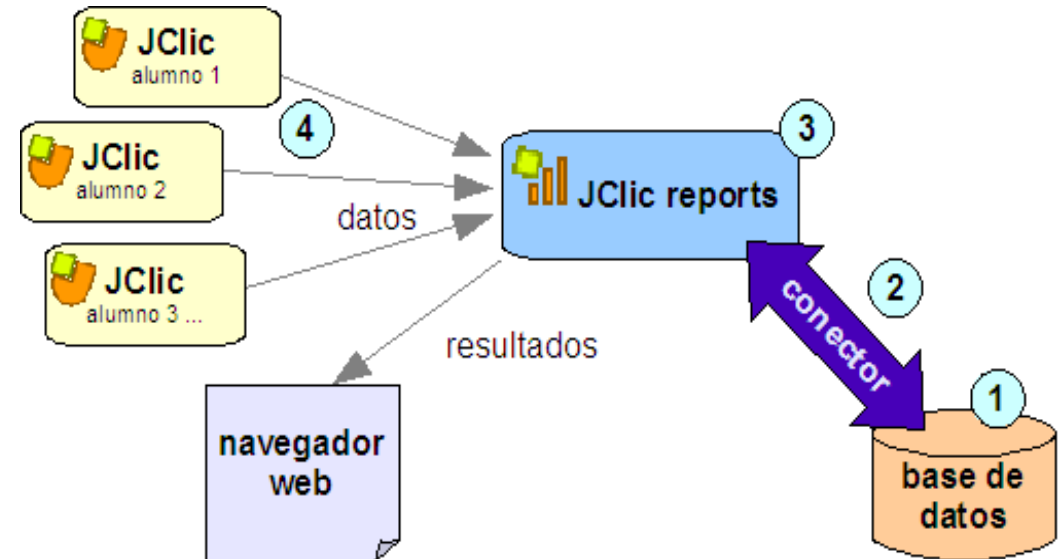 JClic
alumno 1
4
3
JClic
alumno 2
JClic reports
datos
JClic
alumno 3 ...
2
conector
resultados
1
navegador
web
base de
datos